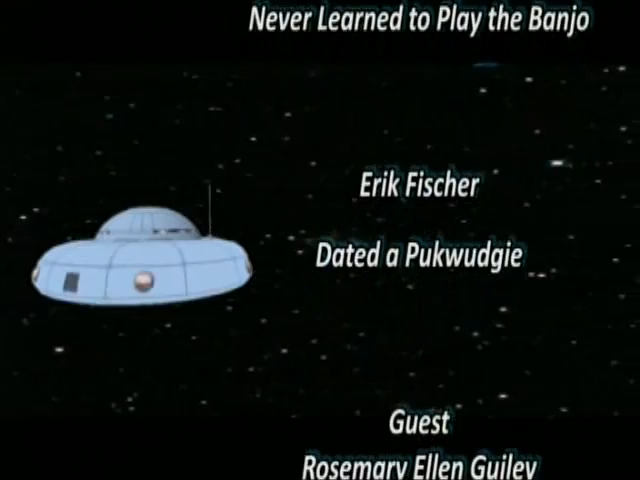 Never Learned to Play the Banjo
Erik Fischer
Dated a Pukwudgie
Guest
Rosemary Ellen Guiley